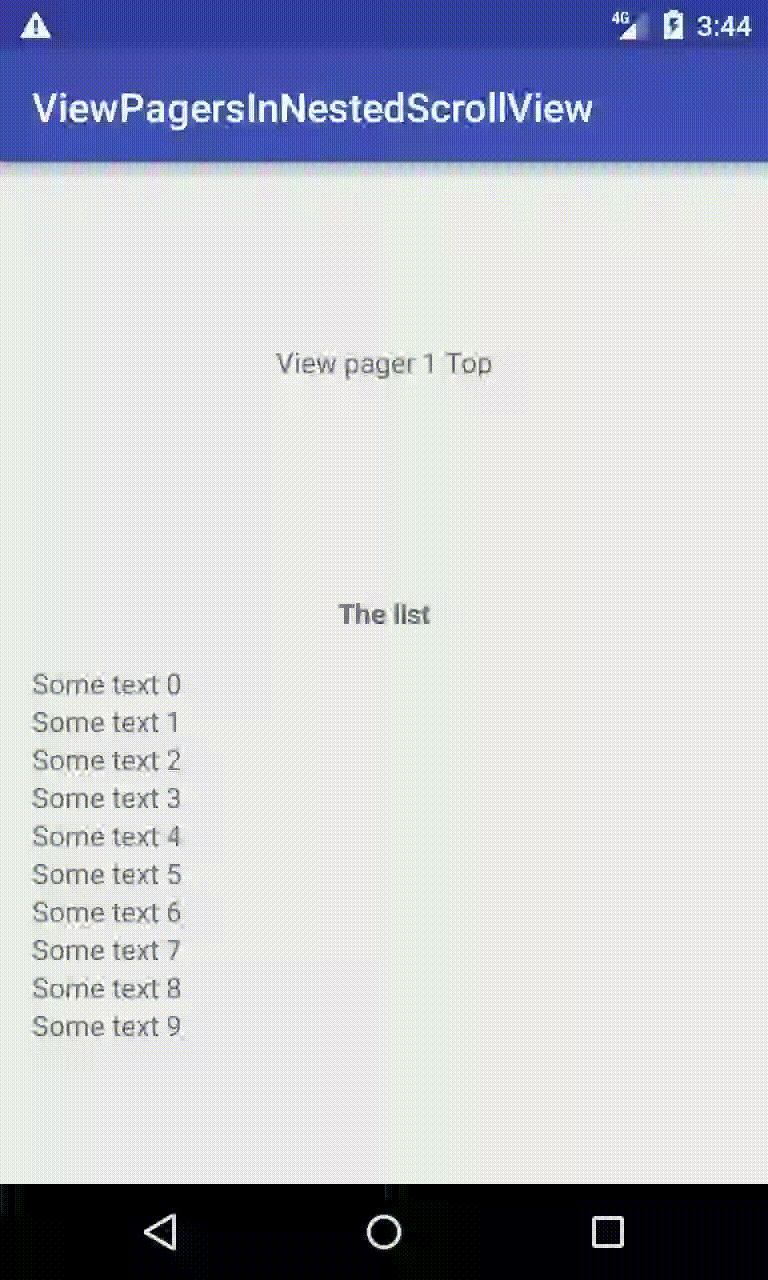 4G 3:44
ViewPagersInNestedScrollView
View pager 1 Top
The list
Some text 0
Some text 1
Some text 2
Some text 3
Some text 4
Some text 5
Some text 6
Some text 7
Some text 8
Some text 9